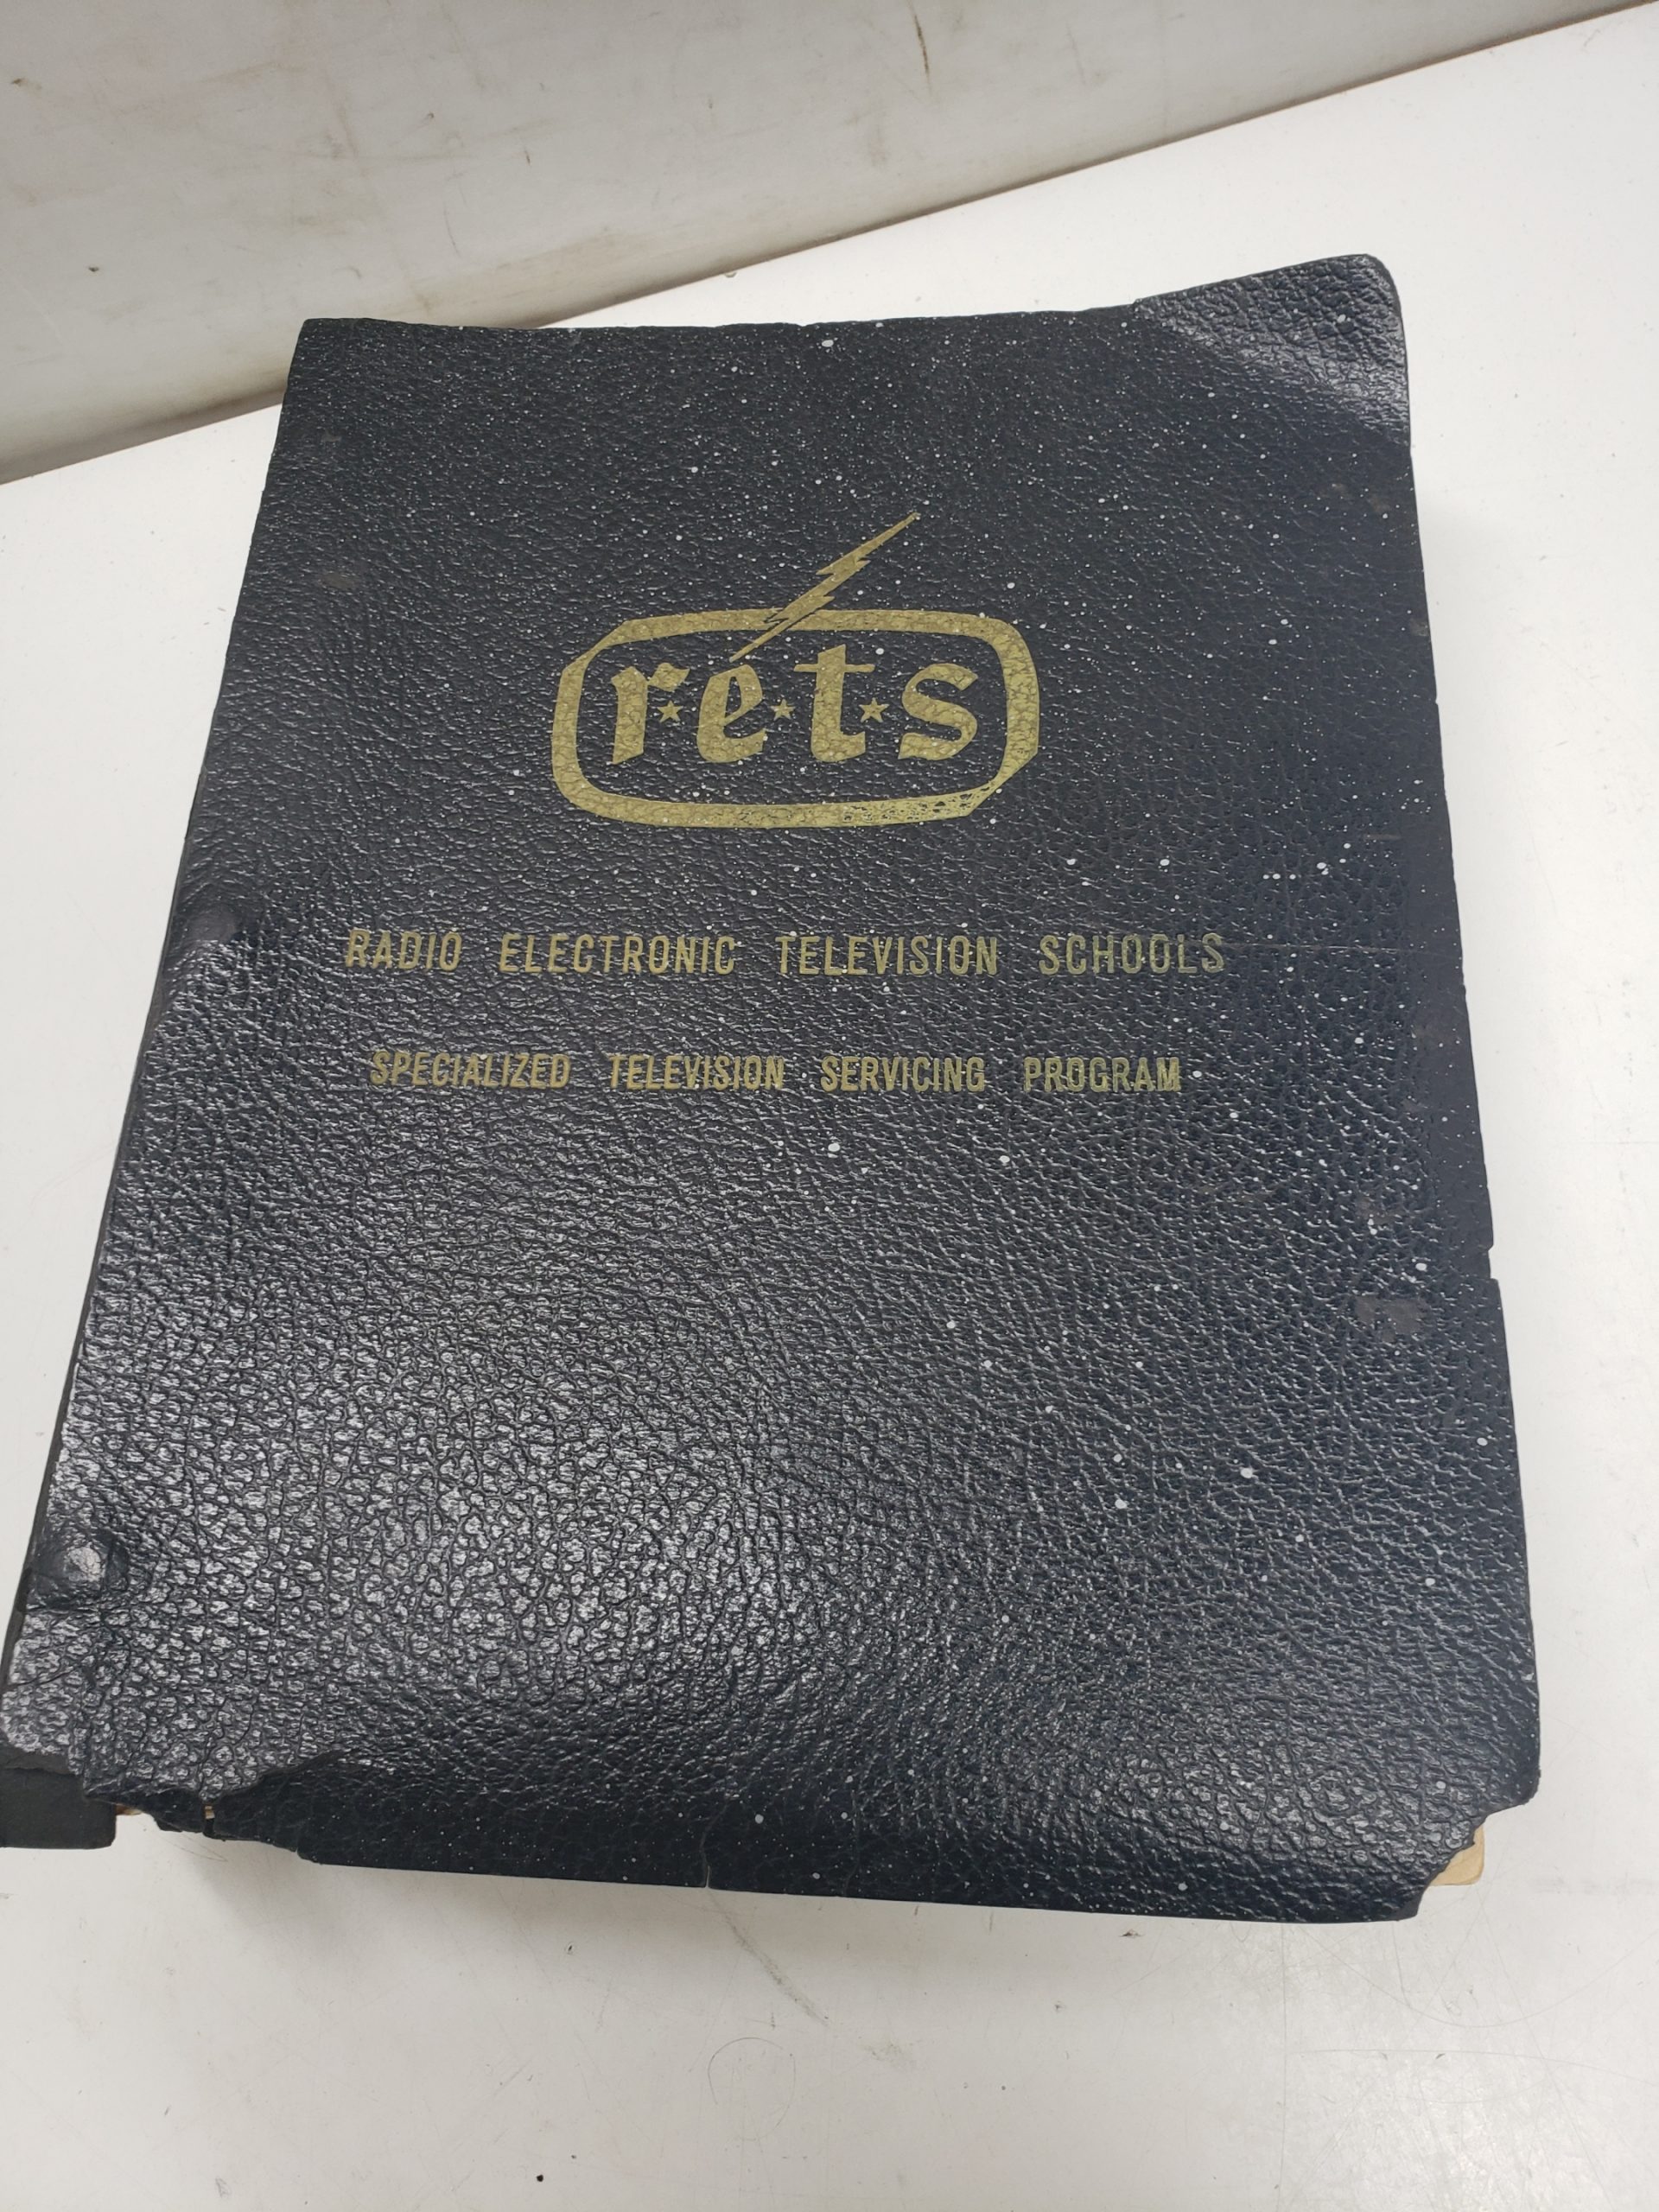 r★e★t★s
RADIO ELECTRONIC TELEVISION SCHOOLS
SPECIALIZED TELEVISION SERVICING PROGRAM